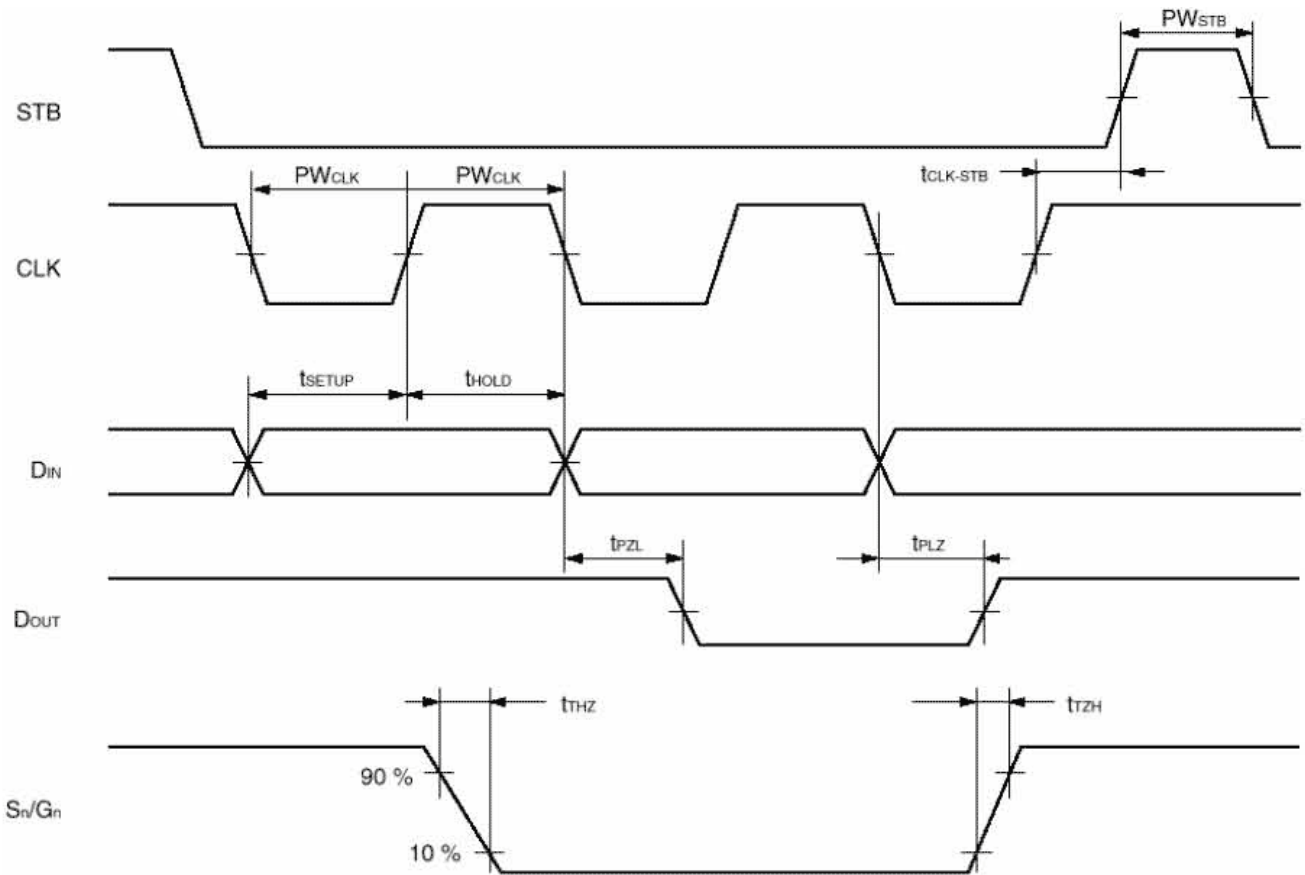 PWSTB
STB
PWCLK PWCLK
tCLK-STB
CLK
tSETUP tHOLD
DIN
tPZL tPLZ
DOUT
tTHZ tTZH
90 %
Sn/Gn
10 %